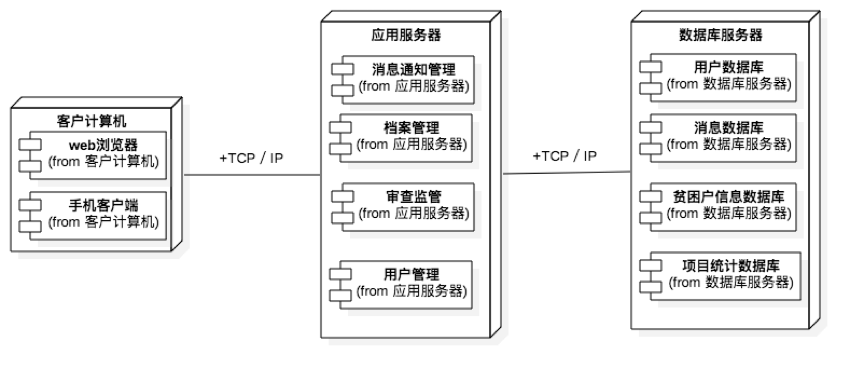 客户计算机
web浏览器
(from 客户计算机)
手机客户端
(from 客户计算机)
+TCP / IP
应用服务器
消息通知管理
(from 应用服务器)
档案管理
(from 应用服务器)
审查监管
(from 应用服务器)
用户管理
(from 应用服务器)
+TCP / IP
数据库服务器
用户数据库
(from 数据库服务器)
消息数据库
(from 数据库服务器)
贫困户信息数据库
(from 数据库服务器)
项目统计数据库
(from 数据库服务器)